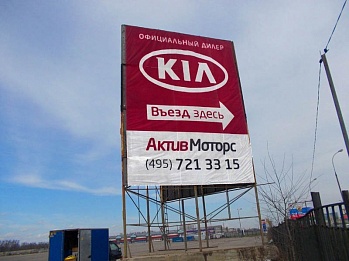 ОФИЦИАЛЬНЫЙ ДИЛЕР
KIA
Въезд здесь
АктивМоторс
(495) 721 33 15